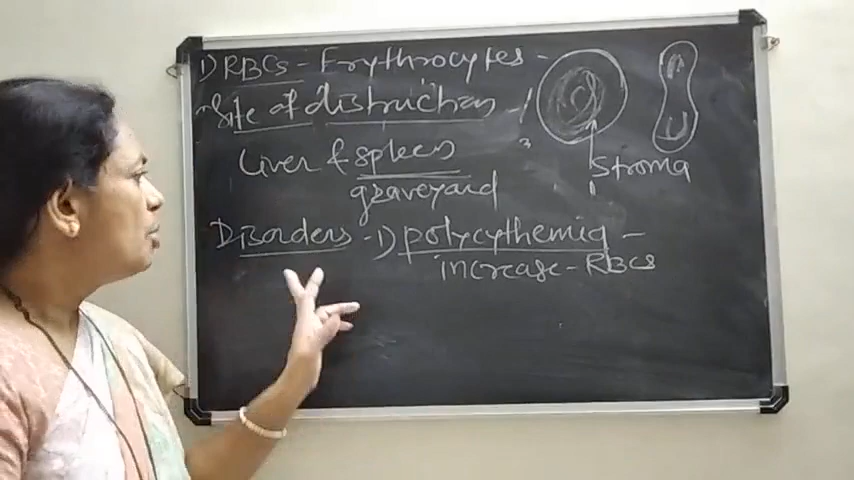 1) RBCs - Erythrocytes -
Site of distruction -
Liver & spleen
graveyard
Stroma
Disorders - 1) polycythemia -
increase - RBCs